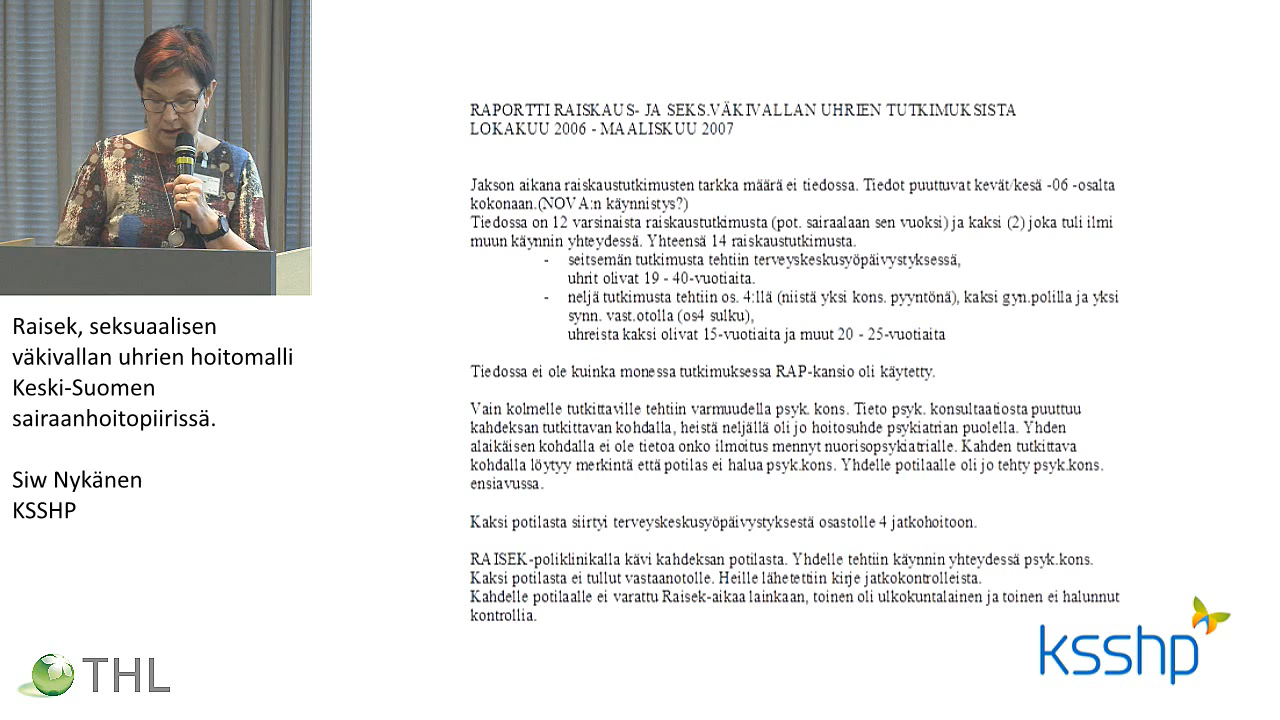 RAPORTTI RAISKAUS- JA SEKS.VÄKIVALLAN UHRIEN TUTKIMUKSISTA
LOKAKUU 2006 - MAALISKUU 2007
Jakson aikana raiskaustutkimusten tarkka määrä ei tiedossa. Tiedot puuttuvat kevät/kesä -06 -osalta
kokonaan.(NOVA:n käynnistys?)
Tiedossa on 12 varsinaista raiskaustutkimusta (pot. sairaalaan sen vuoksi) ja kaksi (2) joka tuli ilmi
muun käynnin yhteydessä. Yhteensä 14 raiskaustutkimusta.
- seitsemän tutkimusta tehtiin terveyskeskusyöpäivystyksessä,
uhrit olivat 19 - 40-vuotiaita.
- neljä tutkimusta tehtiin os. 4:llä (niistä yksi kons. pyyntönä), kaksi gyn.polilla ja yksi
synn. vast.otolla (os4 sulku),
uhreista kaksi olivat 15-vuotiaita ja muut 20 - 25-vuotiaita
Tiedossa ei ole kuinka monessa tutkimuksessa RAP-kansio oli käytetty.
Vain kolmelle tutkittaville tehtiin varmuudella psyk. kons. Tieto psyk. konsultaatiosta puuttuu
kahdeksan tutkittavan kohdalla, heistä neljällä oli jo hoitosuhde psykiatrian puolella. Yhden
alaikäisen kohdalla ei ole tietoa onko ilmoitus mennyt nuorisopsykiatrialle. Kahden tutkittava
kohdalla löytyy merkintä että potilas ei halua psyk.kons. Yhdelle potilaalle oli jo tehty psyk.kons.
ensiavussa.
Kaksi potilasta siirtyi terveyskeskusyöpäivystyksestä osastolle 4 jatkohoitoon.
RAISEK-poliklinikalla kävi kahdeksan potilasta. Yhdelle tehtiin käynnin yhteydessä psyk.kons.
Kaksi potilasta ei tullut vastaanotolle. Heille lähetettiin kirje jatkokontrolleista.
Kahdelle potilaalle ei varattu Raisek-aikaa lainkaan, toinen oli ulkokuntalainen ja toinen ei halunnut
kontrollia.
Raisek, seksuaalisen
väkivallan uhrien hoitomalli
Keski-Suomen
sairaanhoitopiirissä.
Siw Nykänen
KSSHP
THL
ksshp